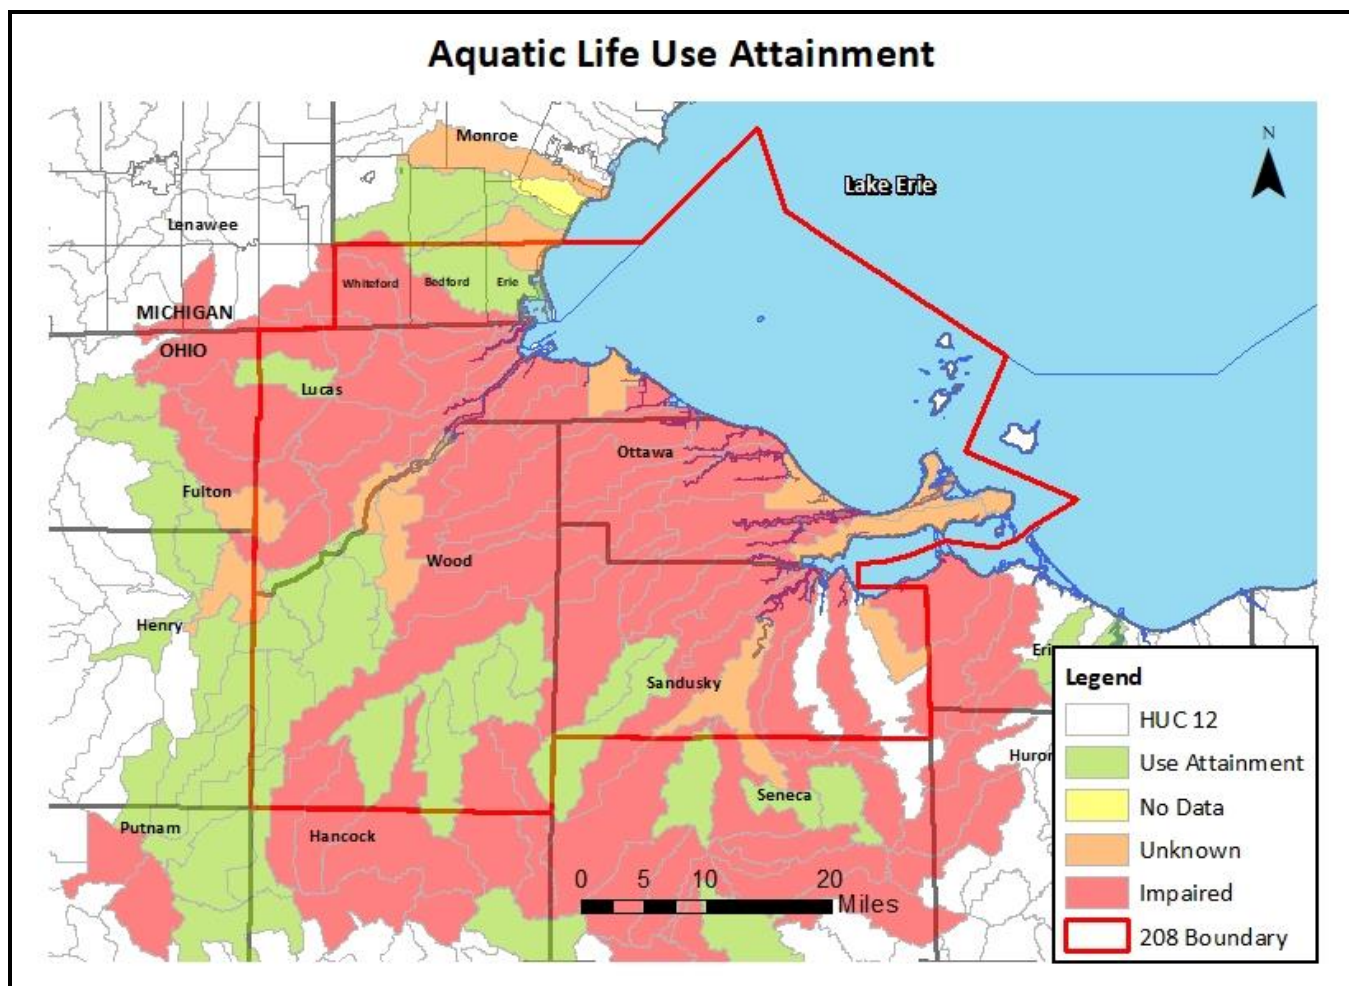 Aquatic Life Use Attainment
Monroe
N
Lake Erie
Lenawee
Whiteford
Bedford
Erie
MICHIGAN
OHIO
Lucas
Ottawa
Fulton
Wood
Henry
Eri
Sandusky
Legend
HUC 12
Huron
Use Attainment
Seneca
No Data
Putnam
Hancock
Unknown
0 5 10 20
Miles
Impaired
208 Boundary